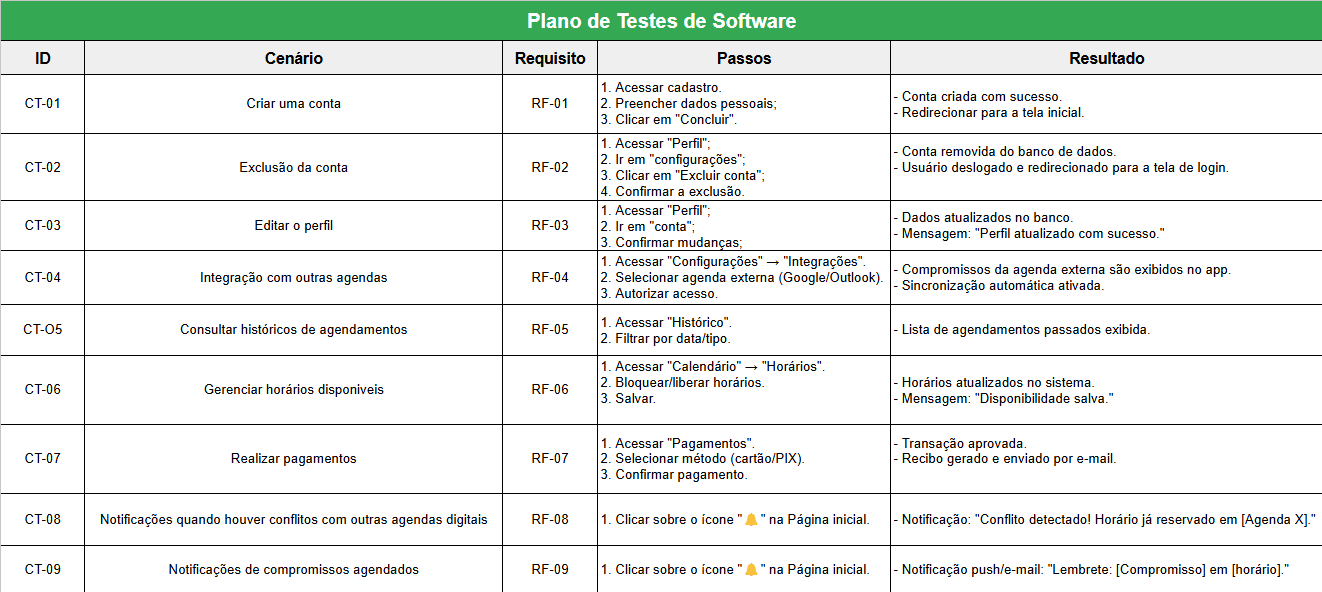 Plano de Testes de Software
ID Cenário Requisito Passos Resultado
CT-01 Criar uma conta RF-01
1. Acessar cadastro.
2. Preencher dados pessoais;
3. Clicar em "Concluir".
- Conta criada com sucesso.
- Redirecionar para a tela inicial.
CT-02 Exclusão da conta RF-02
1. Acessar "Perfil";
2. Ir em "configurações";
3. Clicar em "Excluir conta";
4. Confirmar a exclusão.
- Conta removida do banco de dados.
- Usuário deslogado e redirecionado para a tela de login.
CT-03 Editar o perfil RF-03
1. Acessar "Perfil";
2. Ir em "conta";
3. Confirmar mudanças;
- Dados atualizados no banco.
- Mensagem: "Perfil atualizado com sucesso."
CT-04 Integração com outras agendas RF-04
1. Acessar "Configurações" → "Integrações".
2. Selecionar agenda externa (Google/Outlook).
3. Autorizar acesso.
- Compromissos da agenda externa são exibidos no app.
- Sincronização automática ativada.
CT-O5 Consultar históricos de agendamentos RF-05
1. Acessar "Histórico".
2. Filtrar por data/tipo.
- Lista de agendamentos passados exibida.
CT-06 Gerenciar horários disponiveis RF-06
1. Acessar "Calendário" → "Horários".
2. Bloquear/liberar horários.
3. Salvar.
- Horários atualizados no sistema.
- Mensagem: "Disponibilidade salva."
CT-07 Realizar pagamentos RF-07
1. Acessar "Pagamentos".
2. Selecionar método (cartão/PIX).
3. Confirmar pagamento.
- Transação aprovada.
- Recibo gerado e enviado por e-mail.
CT-08 Notificações quando houver conflitos com outras agendas digitais RF-08
1. Clicar sobre o ícone "🔔" na Página inicial.
- Notificação: "Conflito detectado! Horário já reservado em [Agenda X]."
CT-09 Notificações de compromissos agendados RF-09
1. Clicar sobre o ícone "🔔" na Página inicial.
- Notificação push/e-mail: "Lembrete: [Compromisso] em [horário]."